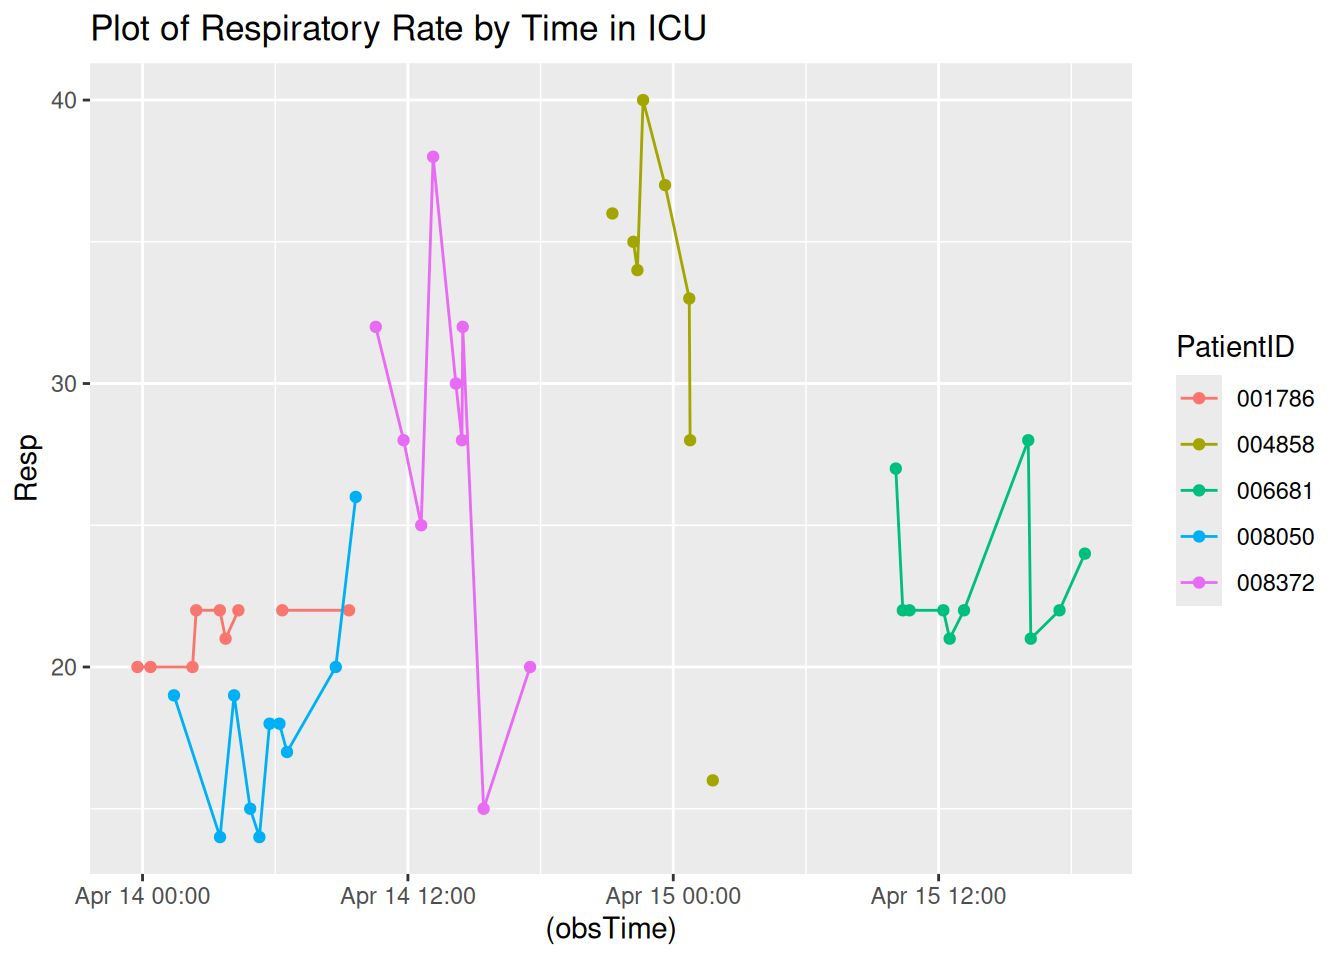 Plot of Respiratory Rate by Time in ICU
Resp
40
30
20
Apr 14 00:00
Apr 14 12:00
Apr 15 00:00
Apr 15 12:00
(obsTime)
PatientID
001786
004858
006681
008050
008372